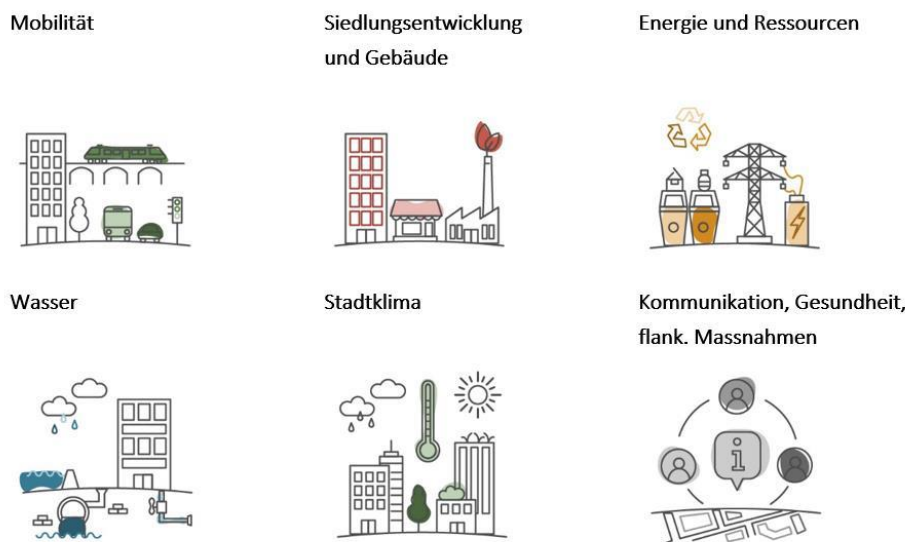 Mobilität
Siedlungsentwicklung
und Gebäude
Energie und Ressourcen
Wasser
Stadtklima
Kommunikation, Gesundheit,
flank. Massnahmen
i